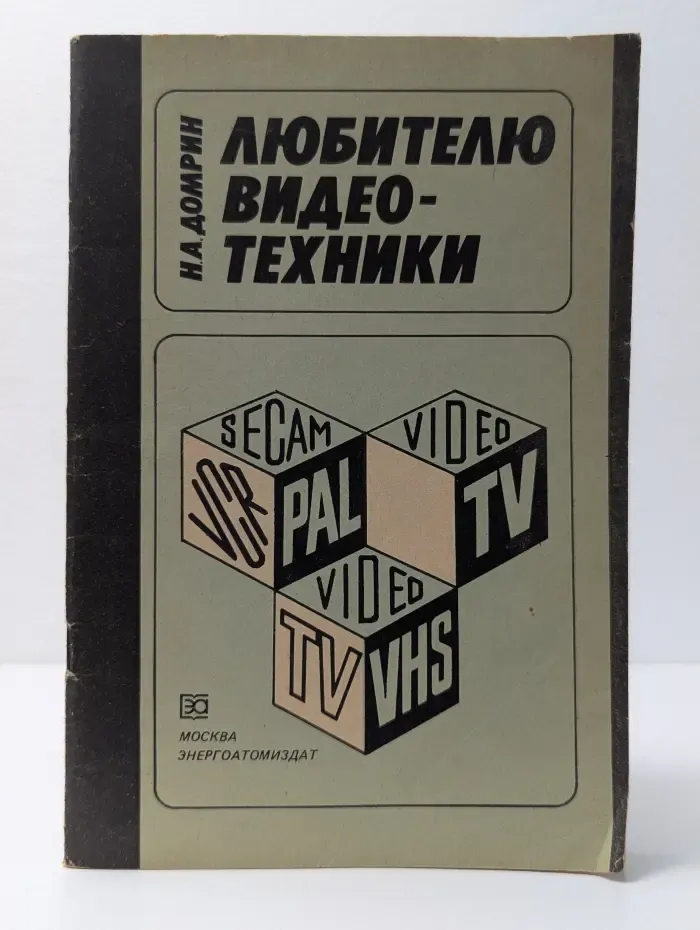 Н.А. ДОМРИН
ЛЮБИТЕЛЮ
ВИДЕО-
ТЕХНИКИ
SECAM
VCR
PAL
VIDEO
TV
VIDEO
TV
VHS
МОСКВА
ЭНЕРГОАТОМИЗДАТ